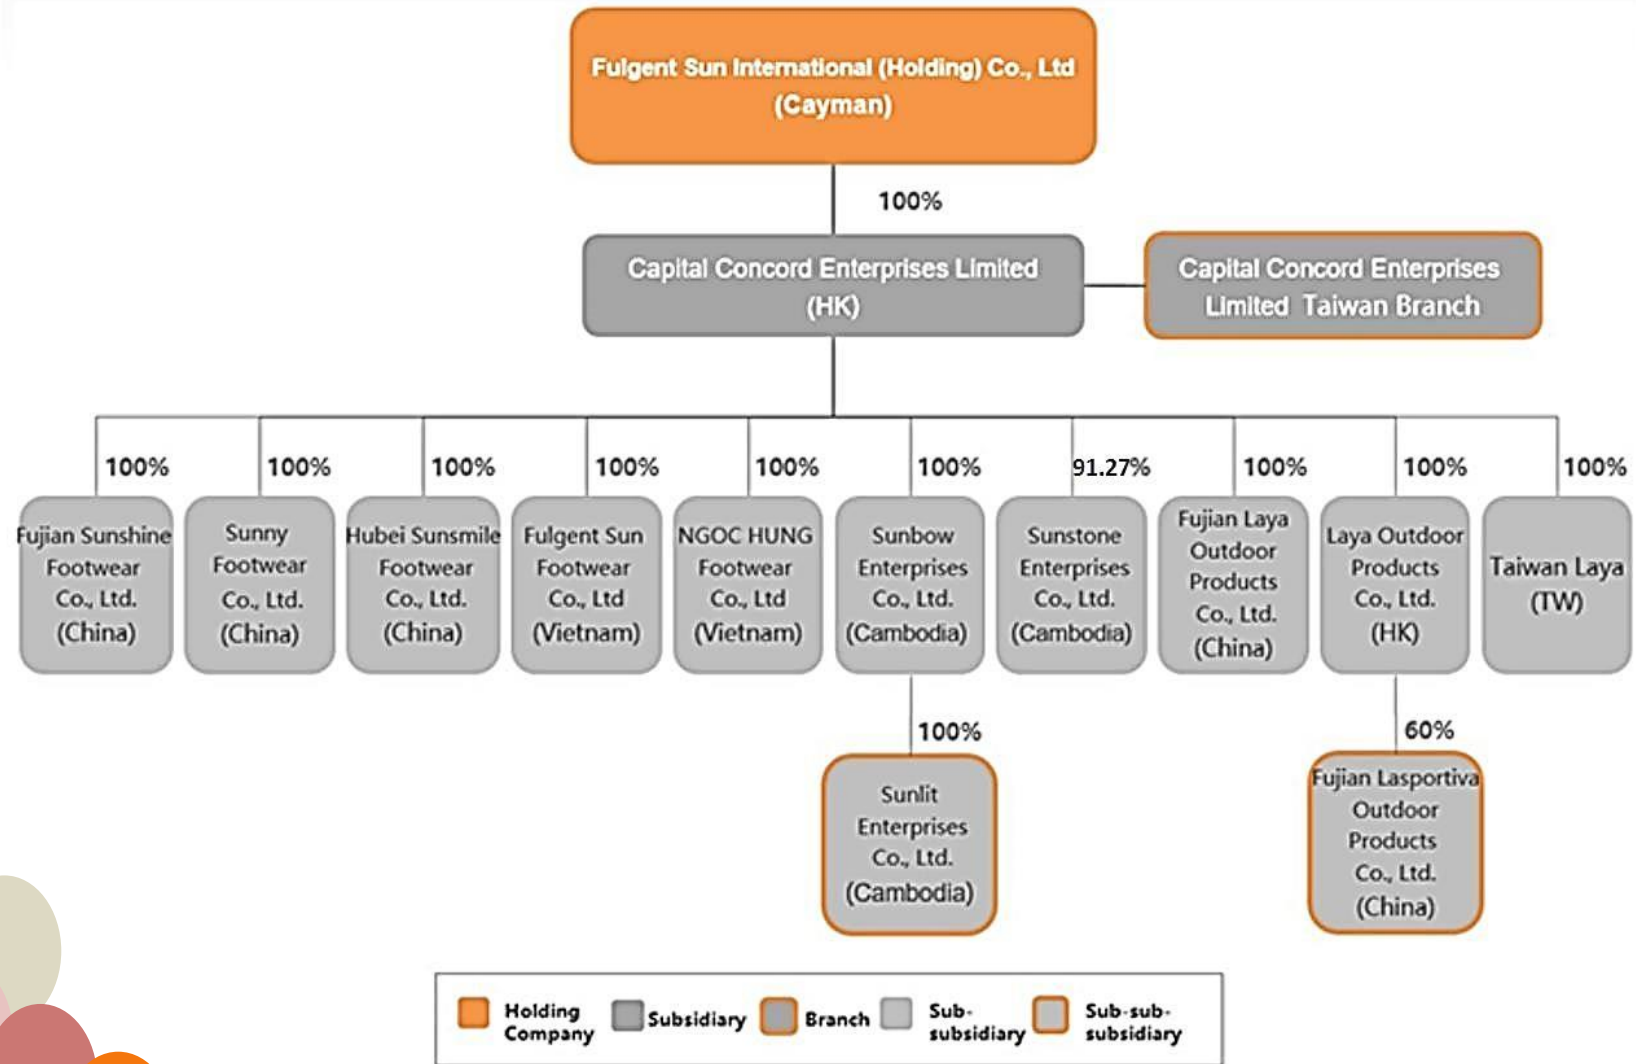 Fulgent Sun International (Holding) Co., Ltd
(Cayman)
100%
Capital Concord Enterprises Limited
(HK)
Capital Concord Enterprises
Limited Taiwan Branch
100%
100%
100%
100%
100%
100%
91.27%
100%
100%
100%
Fujian Sunshine
Footwear
Co., Ltd.
(China)
Sunny
Footwear
Co., Ltd.
(China)
Hubei Sunsmile
Footwear
Co., Ltd.
(China)
Fulgent Sun
Footwear
Co., Ltd
(Vietnam)
NGOC HUNG
Footwear
Co., Ltd
(Vietnam)
Sunbow
Enterprises
Co., Ltd.
(Cambodia)
Sunstone
Enterprises
Co., Ltd.
(Cambodia)
Fujian Laya
Outdoor
Products
Co., Ltd.
(China)
Laya Outdoor
Products
Co., Ltd.
(HK)
Taiwan Laya
(TW)
100%
60%
Sunlit
Enterprises
Co., Ltd.
(Cambodia)
Fujian Lasportiva
Outdoor
Products
Co., Ltd.
(China)
Holding
Company
Subsidiary
Branch
Sub-
subsidiary
Sub-sub-
subsidiary